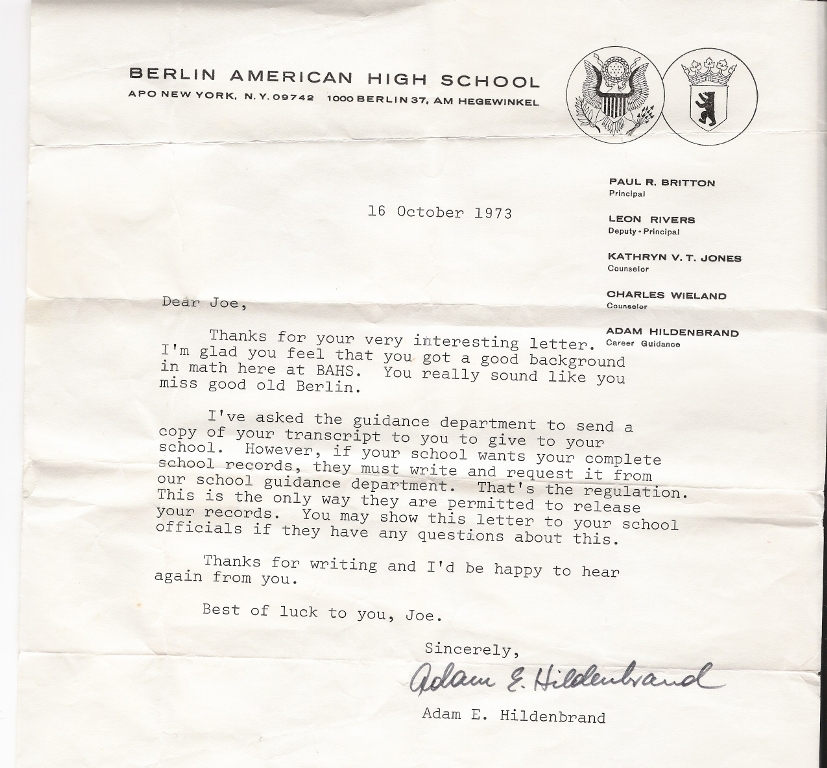 BERLIN AMERICAN HIGH SCHOOL
APO NEW YORK, N.Y. 09742 1000 BERLIN 37, AM HEGEWINKEL
PAUL R. BRITTON
Principal
LEON RIVERS
Deputy-Principal
KATHRYN V. T. JONES
Counselor
CHARLES WIELAND
Counselor
ADAM HILDENBRAND
Career Guidance
16 October 1973
Dear Joe,
Thanks for your very interesting letter.
I'm glad you feel that you got a good background
in math here at BAHS. You really sound like you
miss good old Berlin.
I've asked the guidance department to send a
copy of your transcript to you to give to your
school. However, if your school wants your complete
school records, they must write and request it from
our school guidance department. That's the regulation.
This is the only way they are permitted to release
your records. You may show this letter to your school
officials if they have any questions about this.
Thanks for writing and I'd be happy to hear
again from you.
Best of luck to you, Joe.
Sincerely,
Adam E. Hildenbrand
Adam E. Hildenbrand